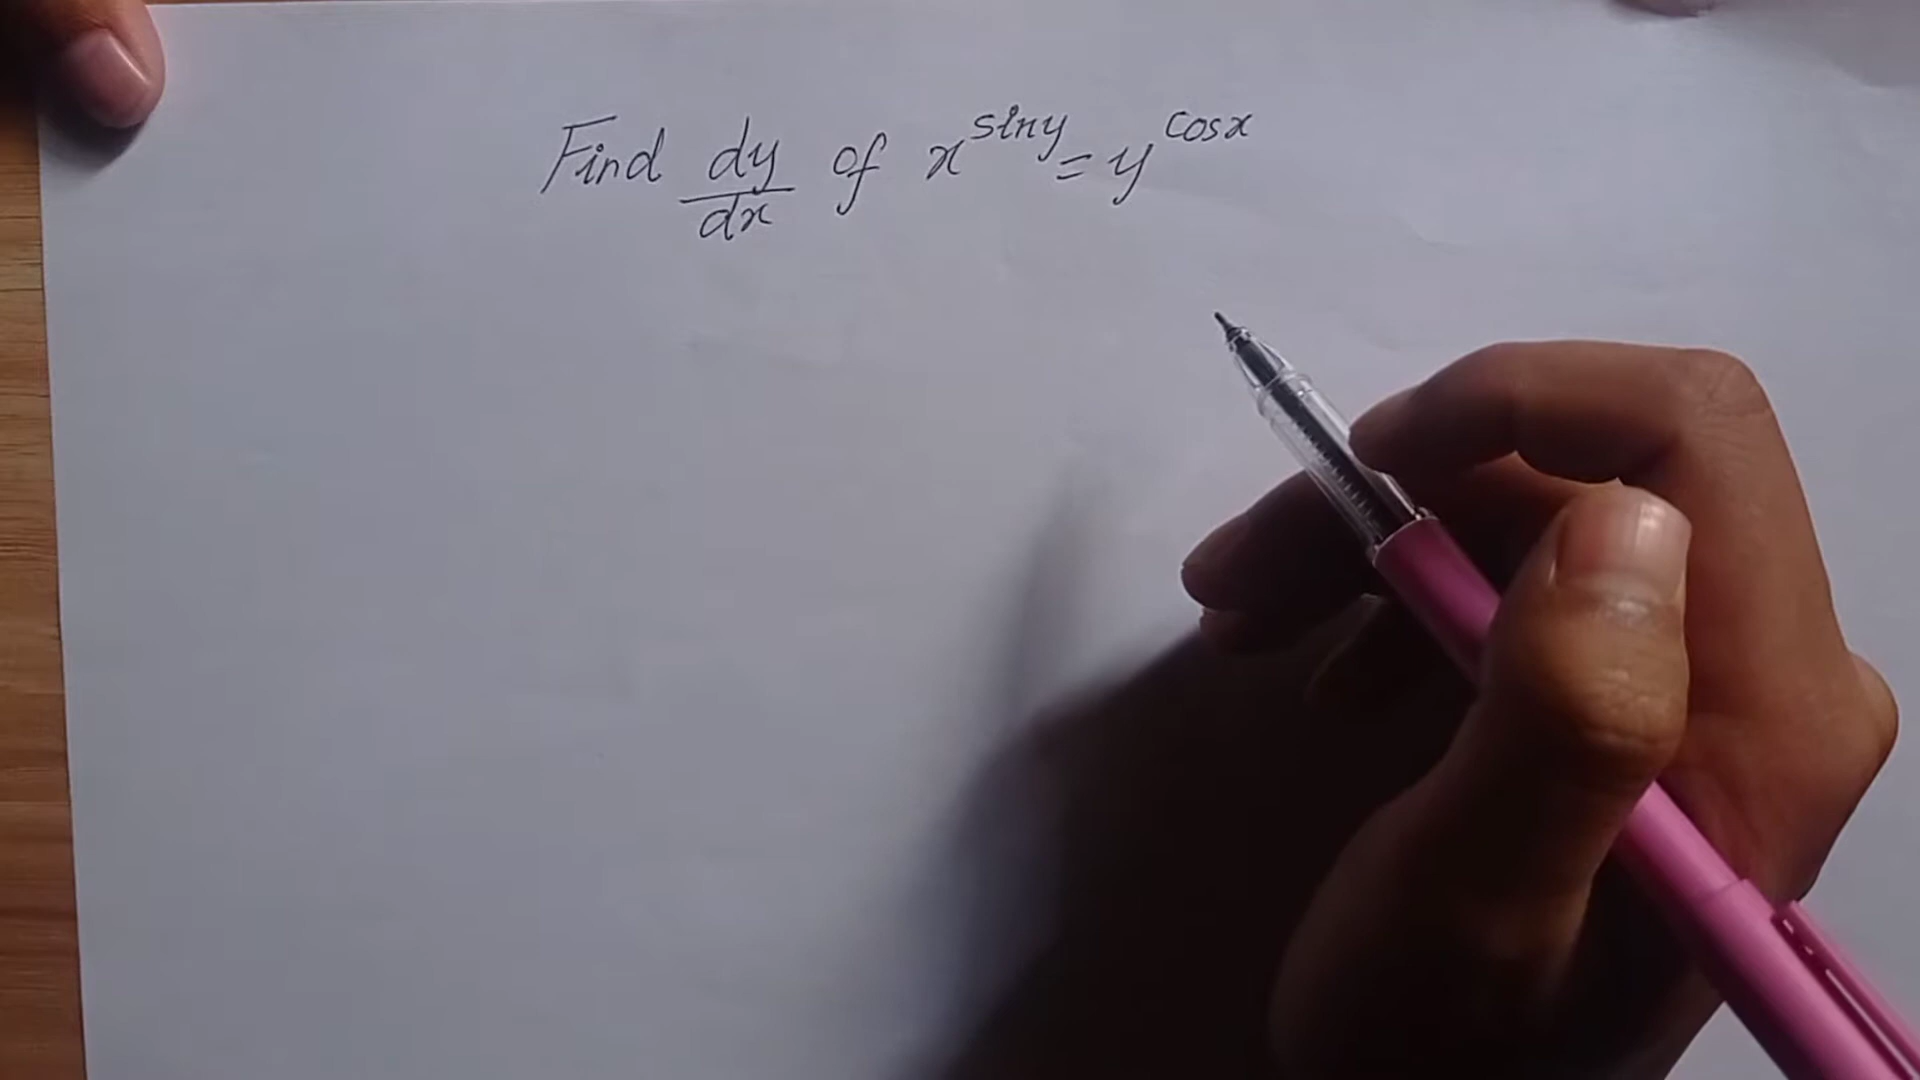 Find dy/dx of x^siny = y^cosx